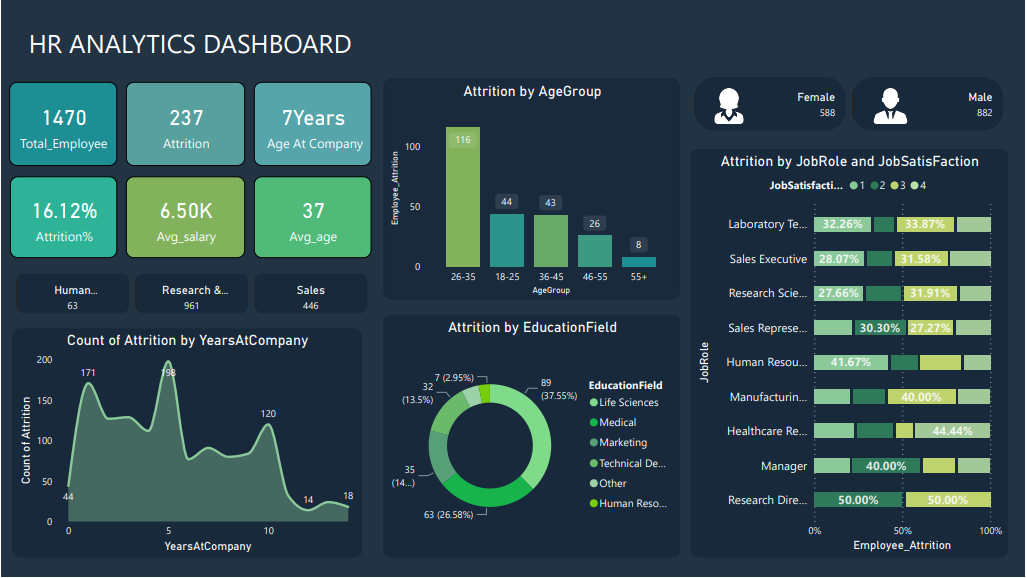 HR ANALYTICS DASHBOARD
1470
Total_Employee
237
Attrition
7Years
Age At Company
16.12%
Attrition%
6.50K
Avg_salary
37
Avg_age
Human...
63
Research &...
961
Sales
446
Count of Attrition by YearsAtCompany
Count of Attrition
200
150
100
50
0
44
171
198
120
14
18
0
5
10
YearsAtCompany
Attrition by AgeGroup
Employee_Attrition
100
50
0
116
44
43
26
8
26-35
18-25
36-45
46-55
55+
AgeGroup
Attrition by EducationField
89
(37.55%)
63 (26.58%)
35
(14...)
32
(13.5%)
7 (2.95%)
EducationField
Life Sciences
Medical
Marketing
Technical De...
Other
Human Reso...
Female
588
Male
882
Attrition by JobRole and JobSatisFaction
JobSatisfacti... 1 2 3 4
JobRole
Laboratory Te... 32.26% 33.87%
Sales Executive 28.07% 31.58%
Research Scie... 27.66% 31.91%
Sales Represe... 30.30% 27.27%
Human Resou... 41.67%
Manufacturin... 40.00%
Healthcare Re... 44.44%
Manager 40.00%
Research Dire... 50.00% 50.00%
0% 50% 100%
Employee_Attrition